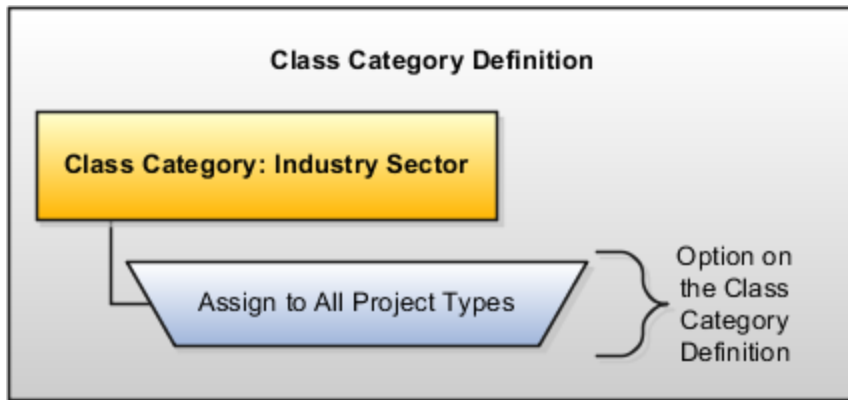 Class Category Definition
Class Category: Industry Sector
Assign to All Project Types
Option on
the Class
Category
Definition